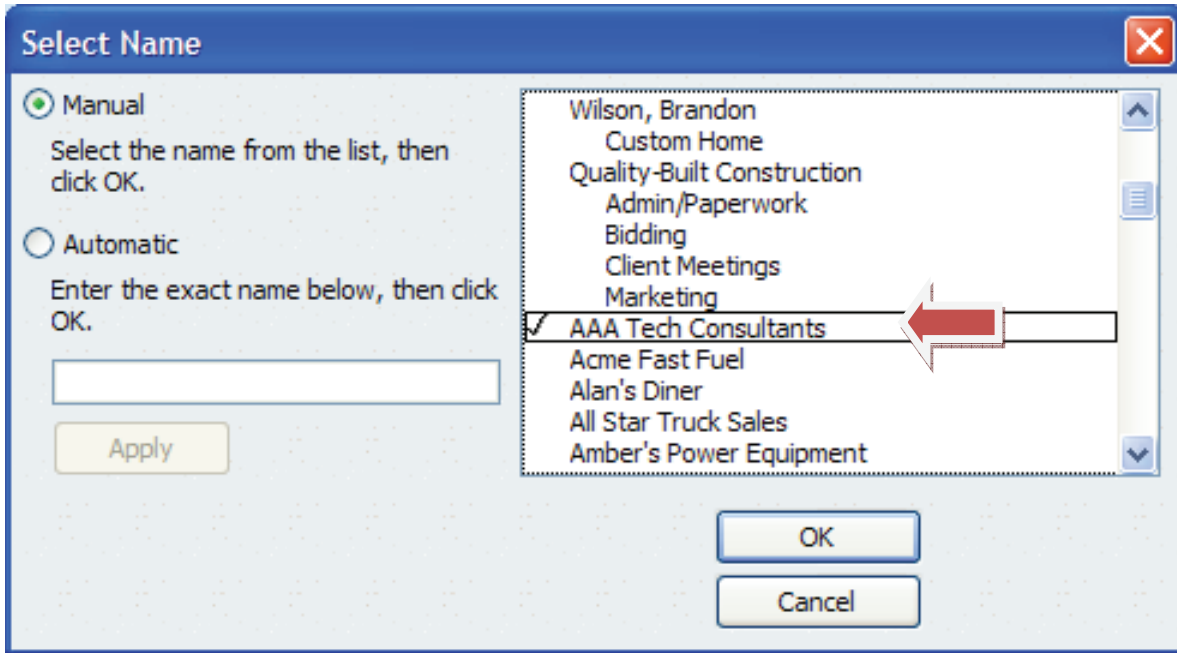 Select Name
Manual
Select the name from the list, then
click OK.
Automatic
Enter the exact name below, then click
OK.
Apply
Wilson, Brandon
Custom Home
Quality-Built Construction
Admin/Paperwork
Bidding
Client Meetings
Marketing
AAA Tech Consultants
Acme Fast Fuel
Alan's Diner
All Star Truck Sales
Amber's Power Equipment
OK
Cancel